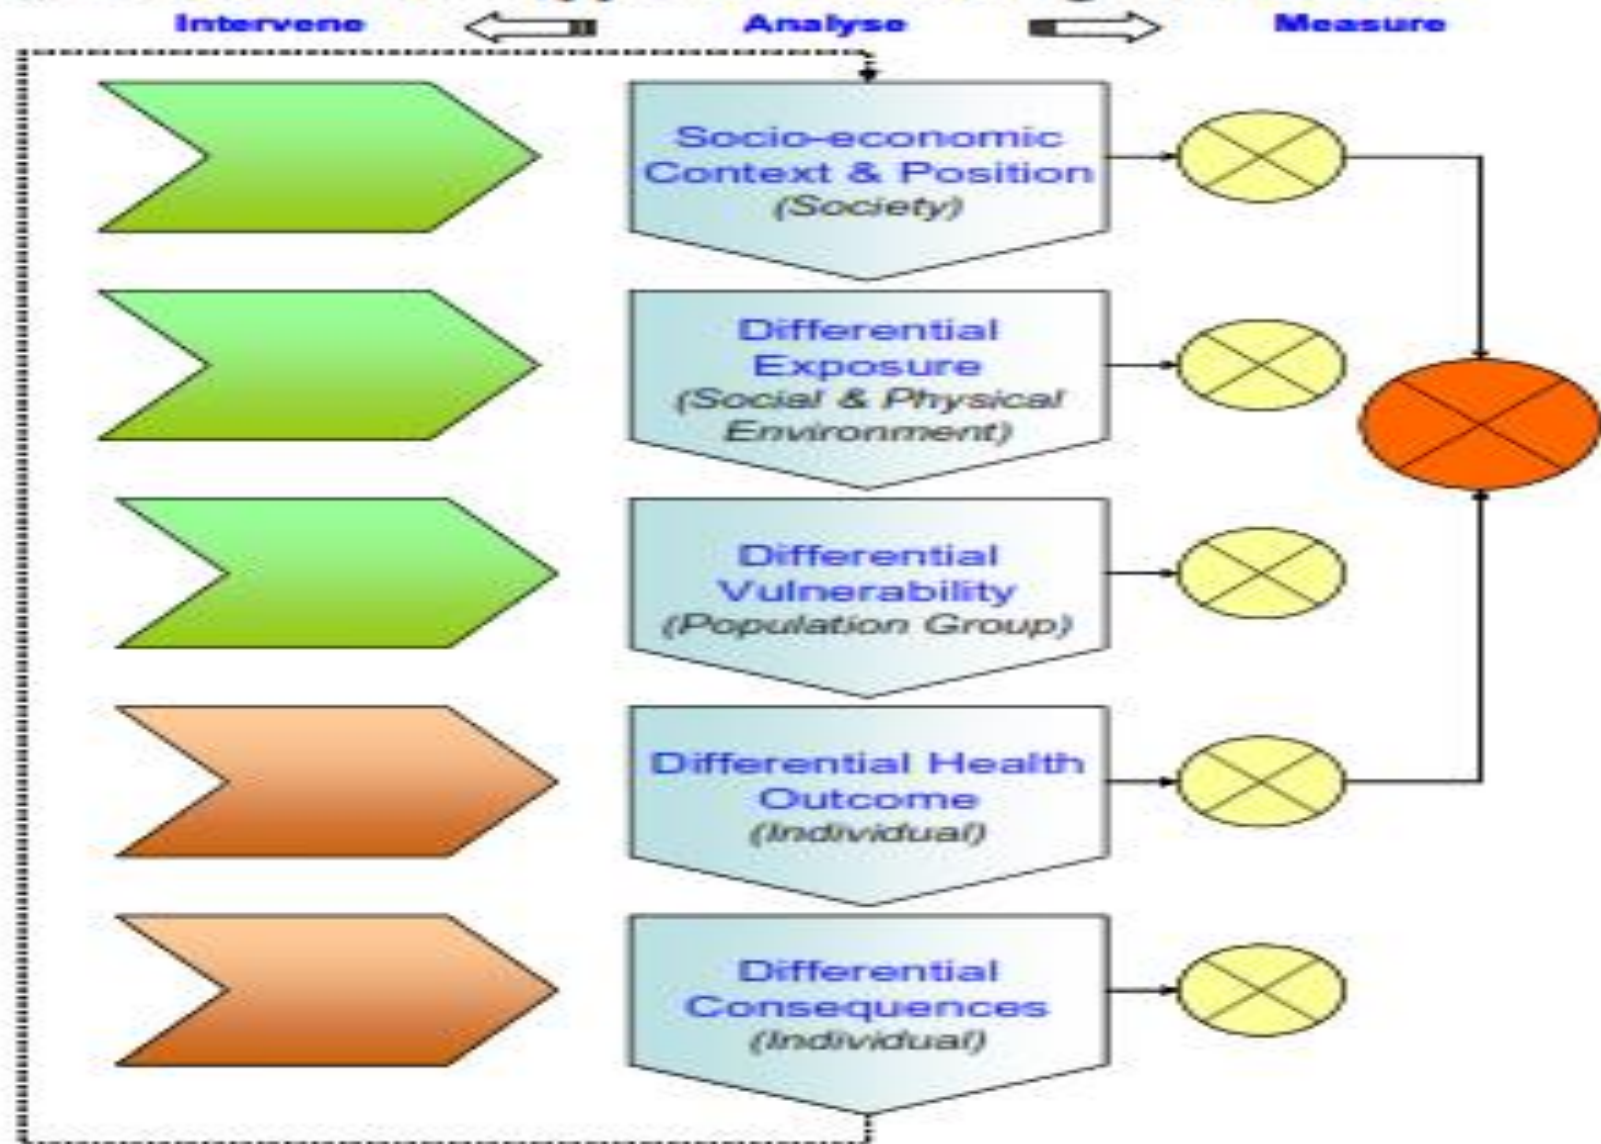 Intervene Analyse Measure
Socio-economic
Context & Position
(Society)
Differential
Exposure
(Social & Physical
Environment)
Differential
Vulnerability
(Population Group)
Differential Health
Outcome
(Individual)
Differential
Consequences
(Individual)